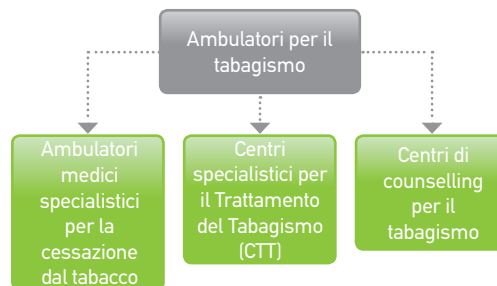 Ambulatori per il
tabagismo
Ambulatori
medici
specialistici
per la
cessazione
dal tabacco
Centri
specialistici per
il Trattamento
del Tabagismo
(CTT)
Centri di
counselling
per il
tabagismo